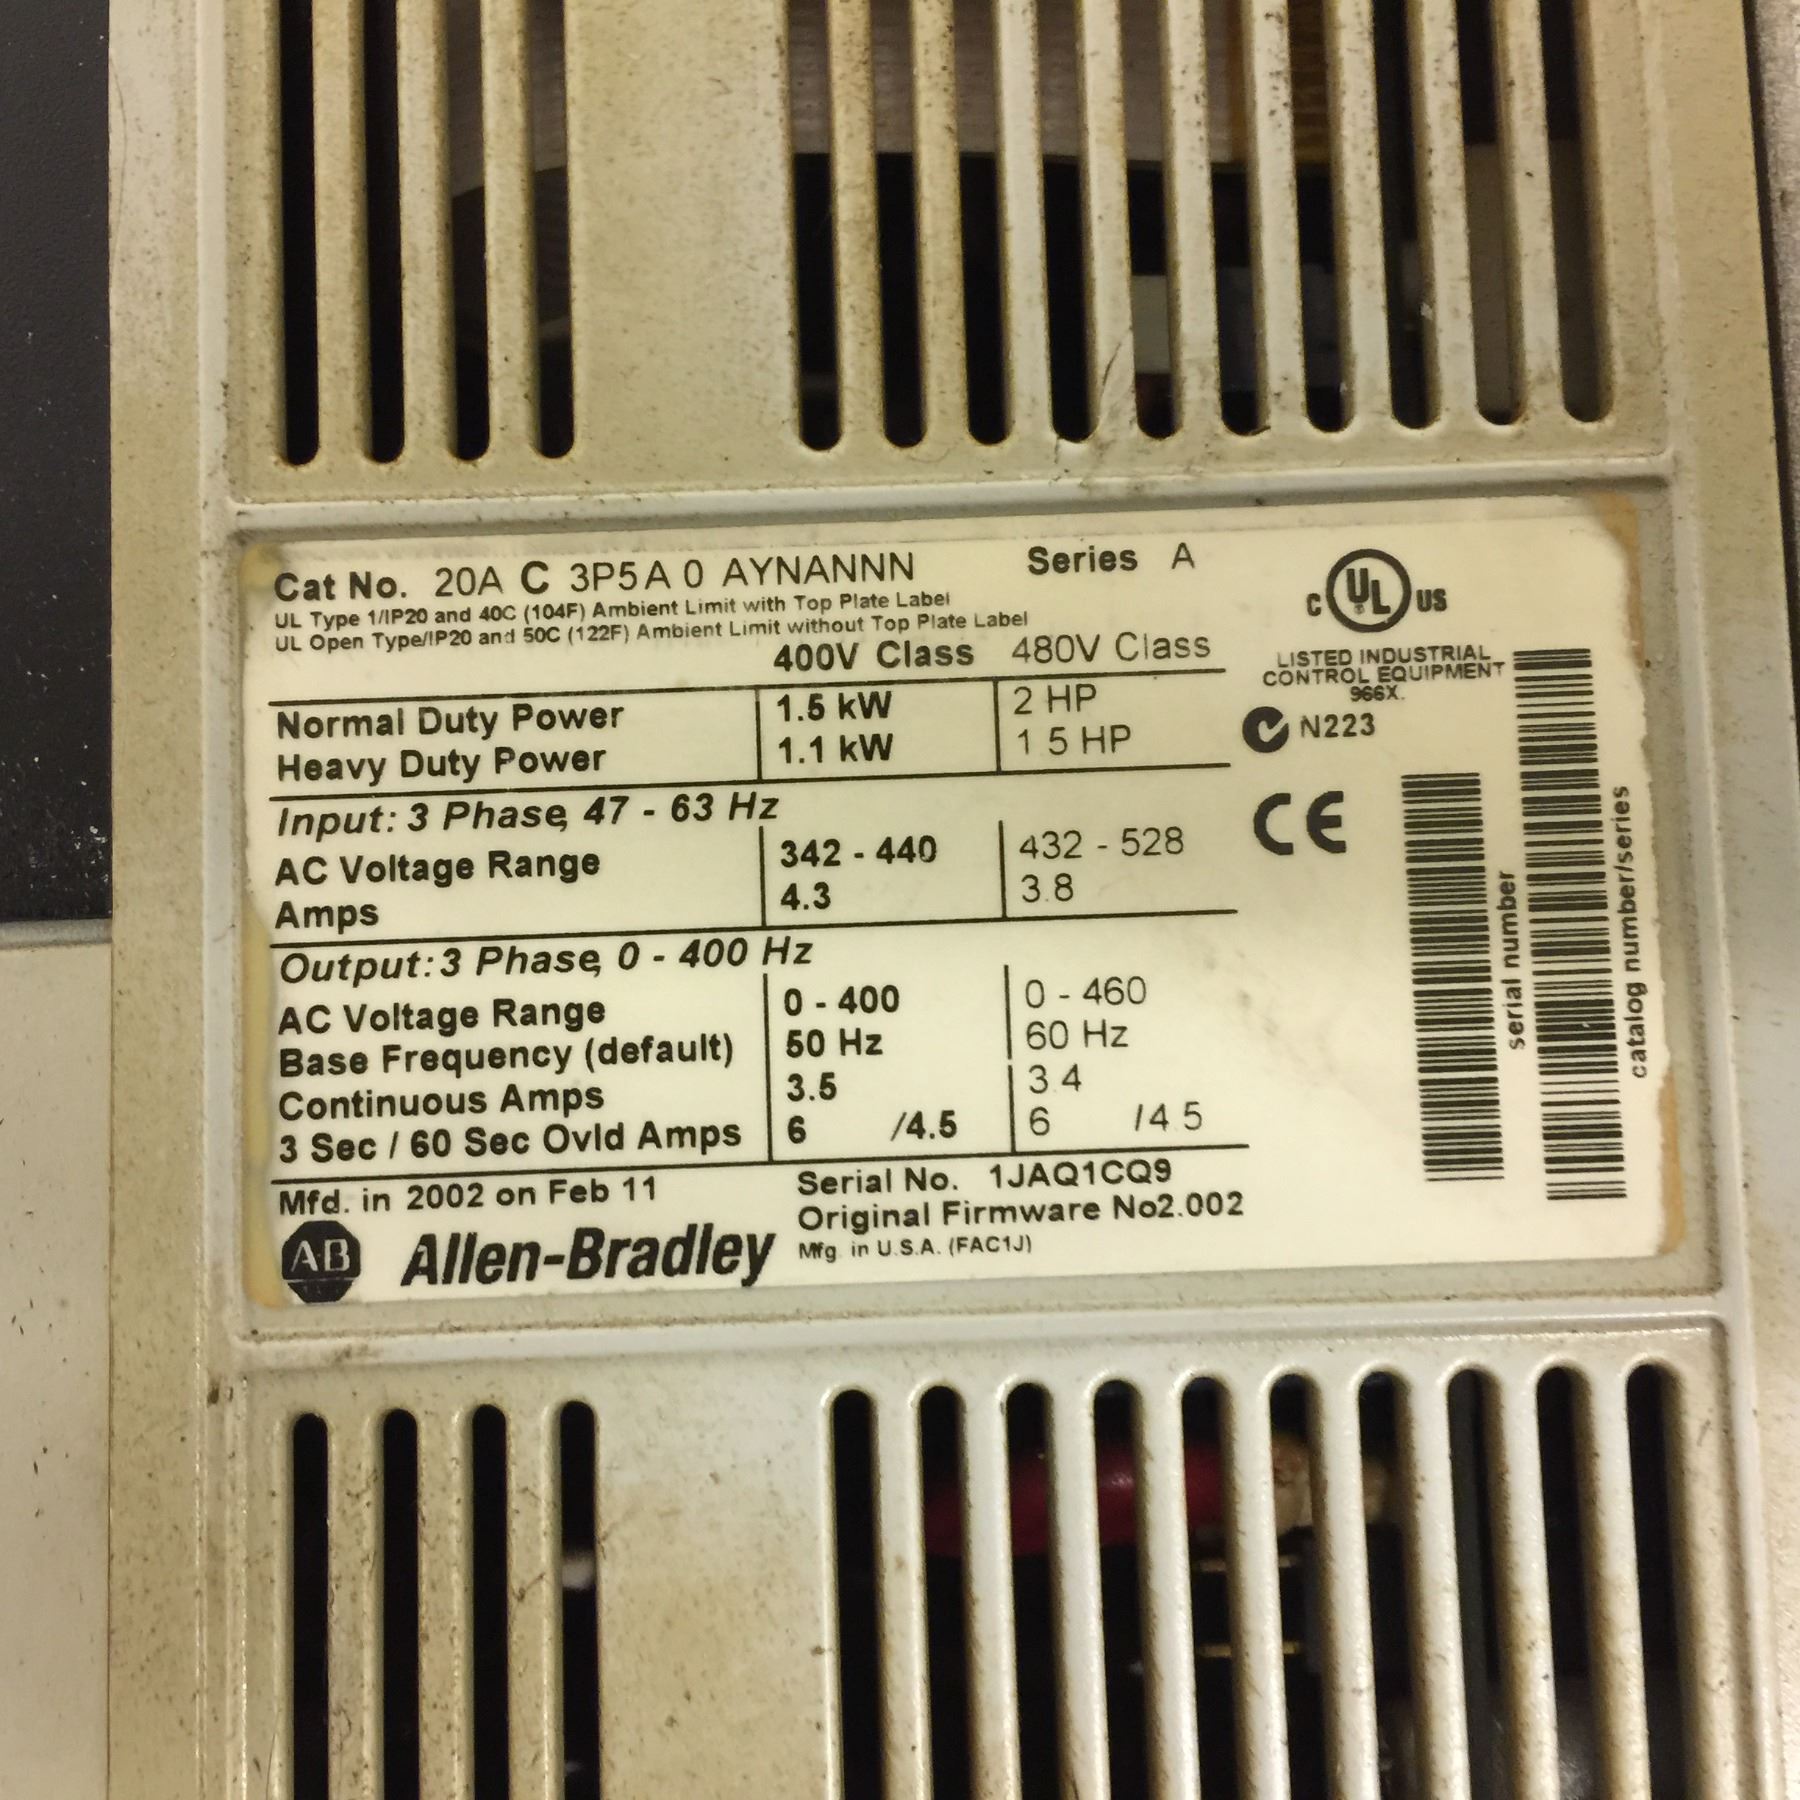 Cat No. 20A C 3P5A 0 AYNANNN Series A
UL Type 1/IP20 and 40C (104F) Ambient Limit with Top Plate Label
UL Open Type/IP20 and 50C (122F) Ambient Limit without Top Plate Label
400V Class 480V Class
Normal Duty Power 1.5 kW 2 HP
Heavy Duty Power 1.1 kW 1 5 HP
Input: 3 Phase, 47 - 63 Hz
AC Voltage Range 342 - 440 432 - 528
Amps 4.3 3.8
Output: 3 Phase, 0 - 400 Hz
AC Voltage Range 0 - 400 0 - 460
Base Frequency (default) 50 Hz 60 Hz
Continuous Amps 3.5 3.4
3 Sec / 60 Sec Ovld Amps 6 /4.5 6 /4 5
Mfd. in 2002 on Feb 11 Serial No. 1JAQ1CQ9
Original Firmware No2.002
AB Allen-Bradley Mfg. in U.S.A. (FAC1J)
C UL US
LISTED INDUSTRIAL
CONTROL EQUIPMENT
966X.
N223
CE
serial number
catalog number/series